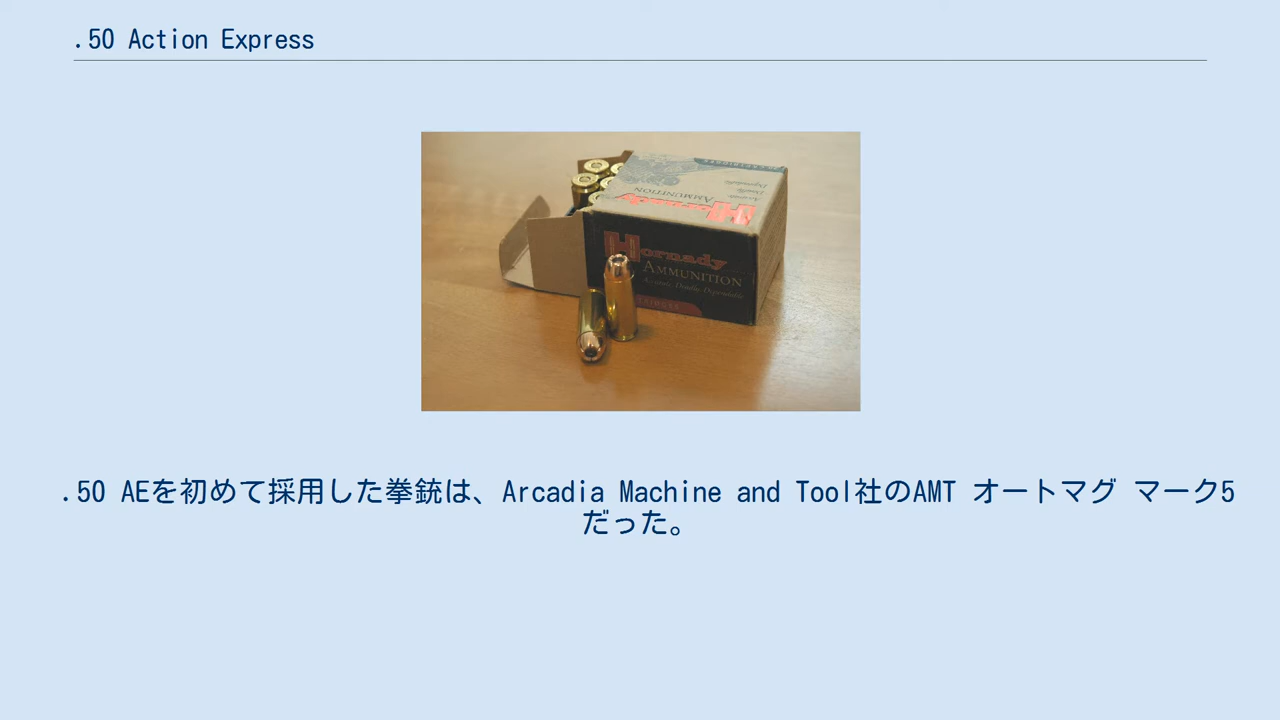 .50 Action Express
AMMUNITION
Hornady
Hornady
AMMUNITION
.50 AEを初めて採用した拳銃は、Arcadia Machine and Tool社のAMT オートマグ マーク5
だった。